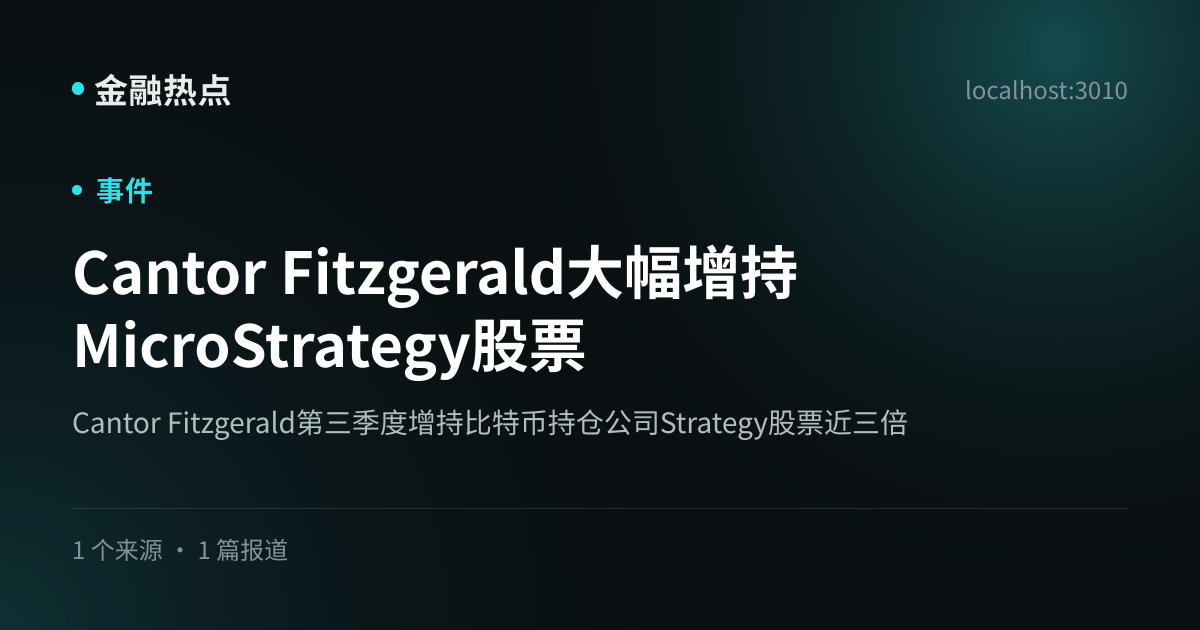 金融热点
localhost:3010
事件
Cantor Fitzgerald大幅增持
MicroStrategy股票
Cantor Fitzgerald第三季度增持比特币持仓公司Strategy股票近三倍
1 个来源 · 1 篇报道